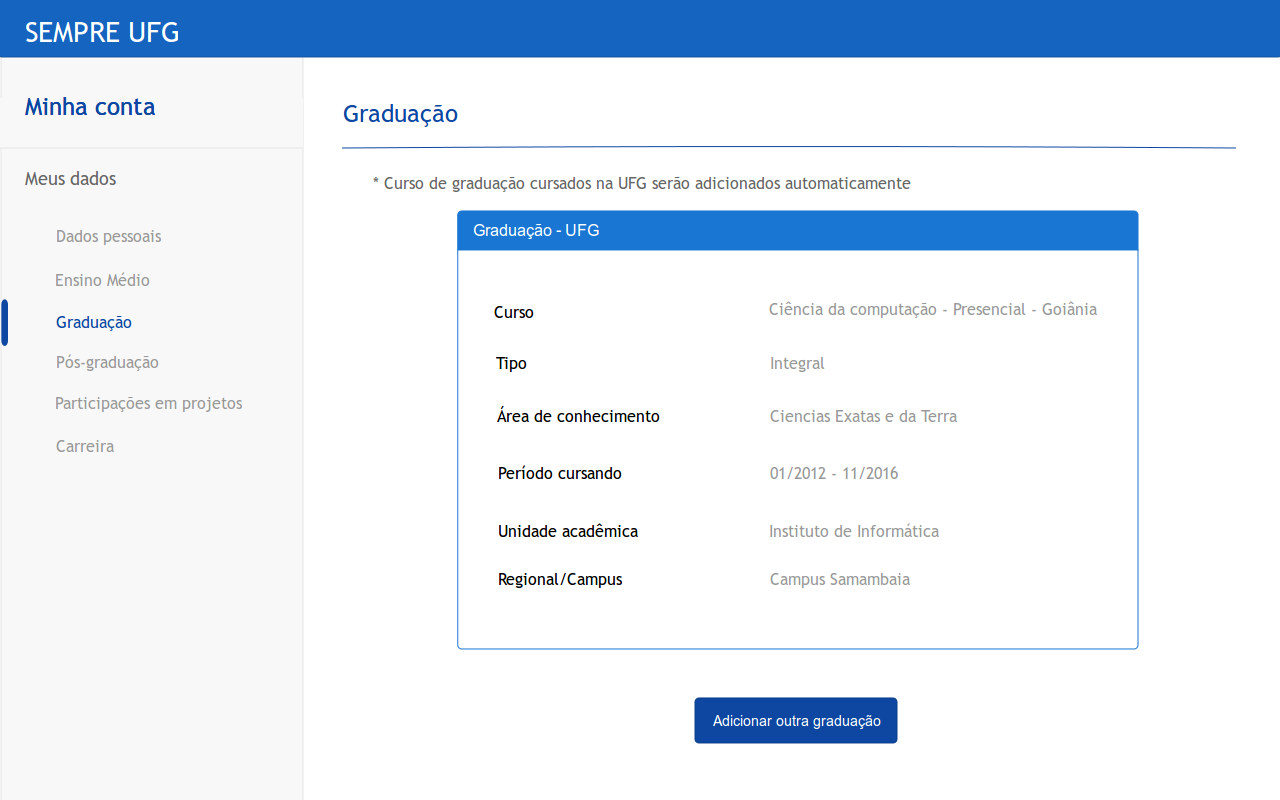 SEMPRE UFG
Minha conta
Meus dados
Dados pessoais
Ensino Médio
Graduação
Pós-graduação
Participações em projetos
Carreira
Graduação
* Curso de graduação cursados na UFG serão adicionados automaticamente
Graduação - UFG
Curso Ciência da computação - Presencial - Goiânia
Tipo Integral
Área de conhecimento Ciencias Exatas e da Terra
Período cursando 01/2012 - 11/2016
Unidade acadêmica Instituto de Informática
Regional/Campus Campus Samambaia
Adicionar outra graduação